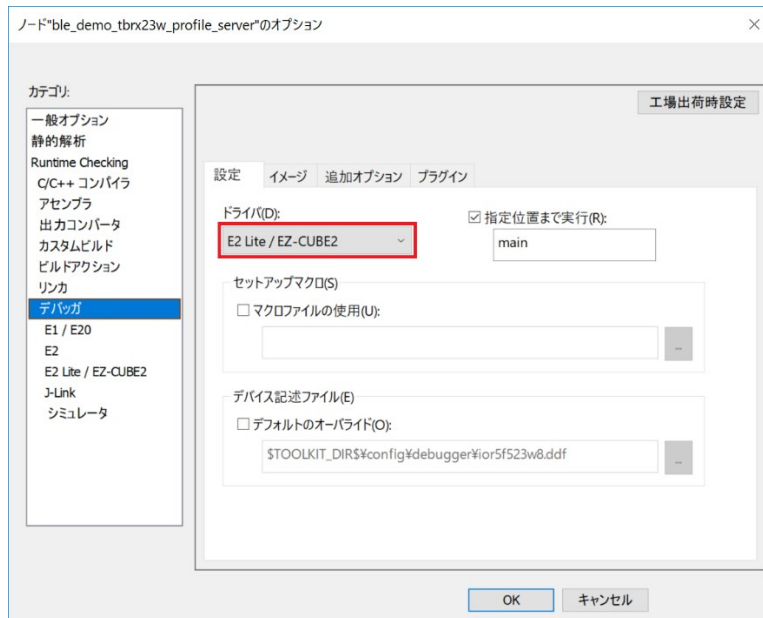 ノード"ble_demo_tbrx23w_profile_server"のオプション
カテゴリ:
一般オプション
静的解析
Runtime Checking
C/C++ コンパイラ
アセンブラ
出力コンバータ
カスタムビルド
ビルドアクション
リンカ
デバッガ
E1 / E20
E2
E2 Lite / EZ-CUBE2
J-Link
シミュレータ
工場出荷時設定
設定 イメージ 追加オプション プラグイン
ドライバ(D):
E2 Lite / EZ-CUBE2
指定位置まで実行(R):
main
セットアップマクロ(S)
マクロファイルの使用(U):
...
デバイス記述ファイル(E)
デフォルトのオーバライド(O):
$TOOLKIT_DIR$¥config¥debugger¥ior5f523w8.ddf
...
OK キャンセル